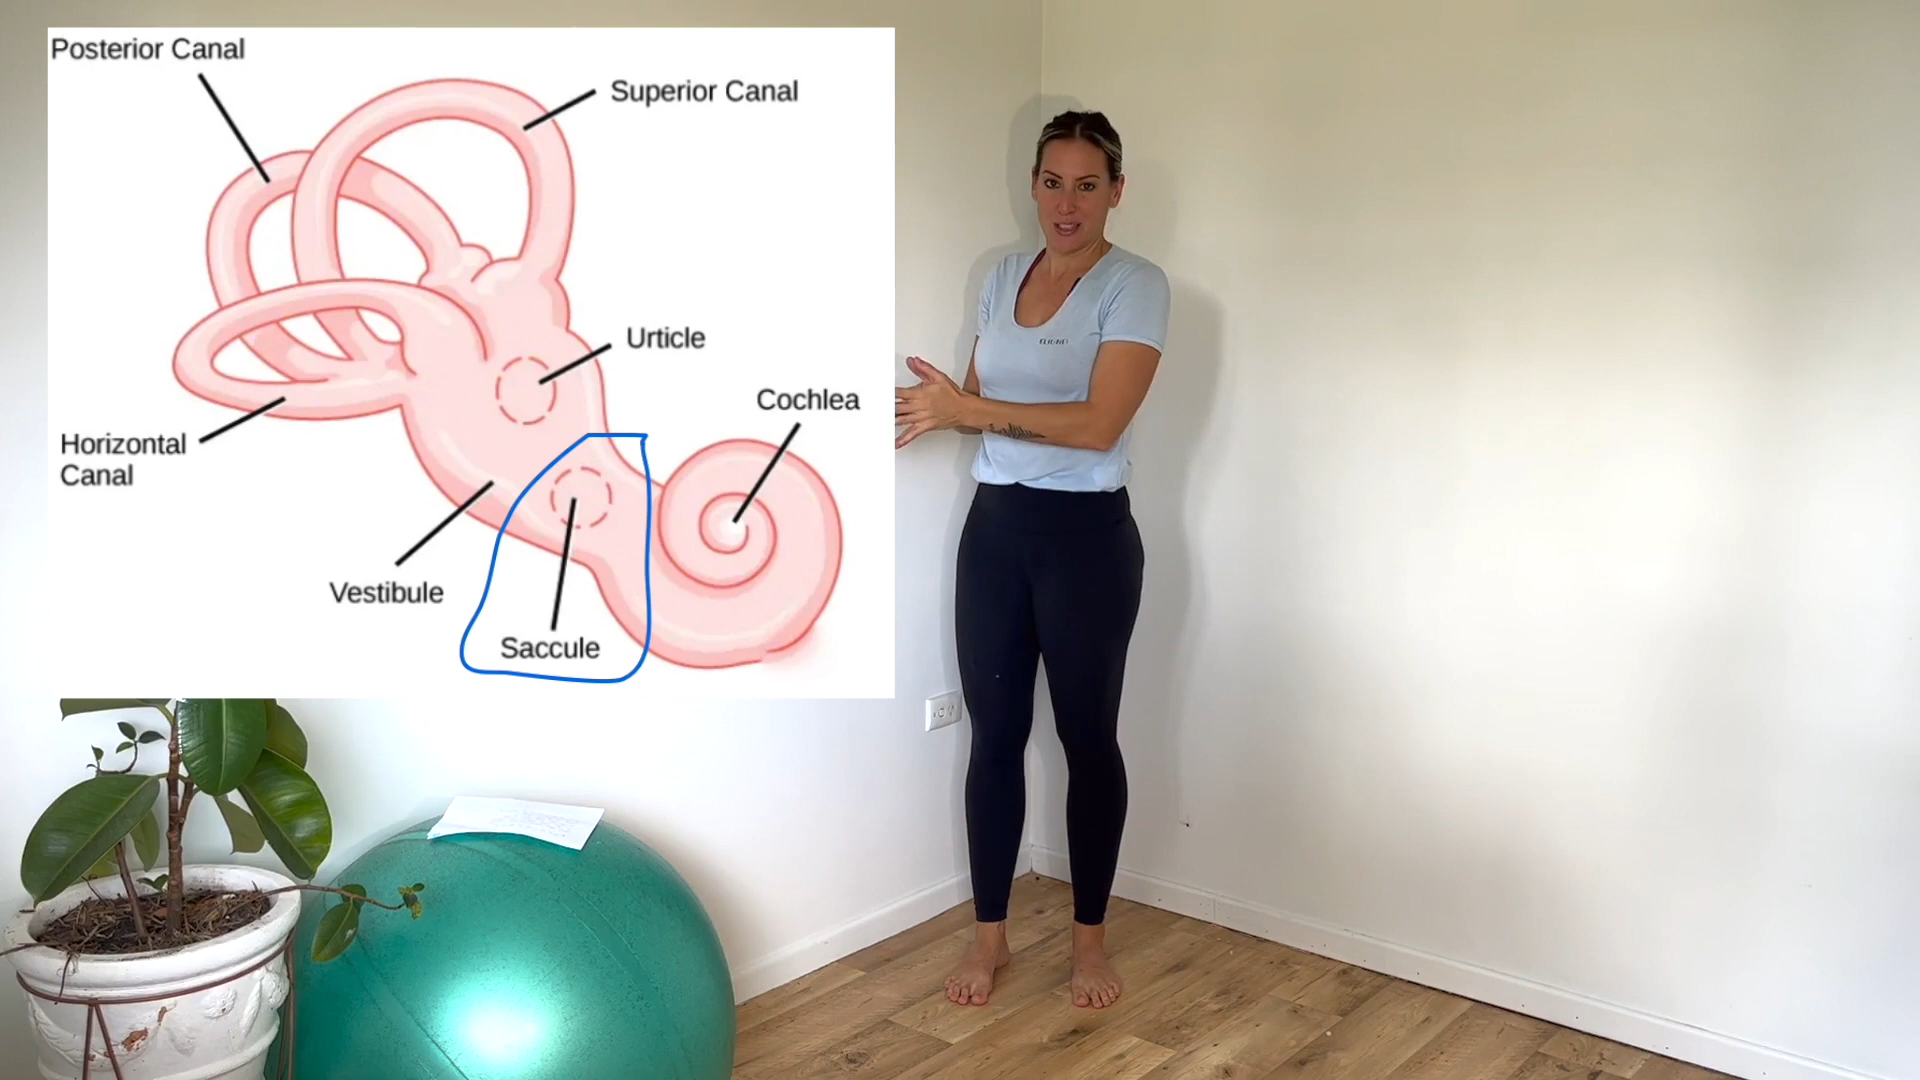 Posterior Canal
Superior Canal
Urticle
Cochlea
Horizontal
Canal
Vestibule
Saccule